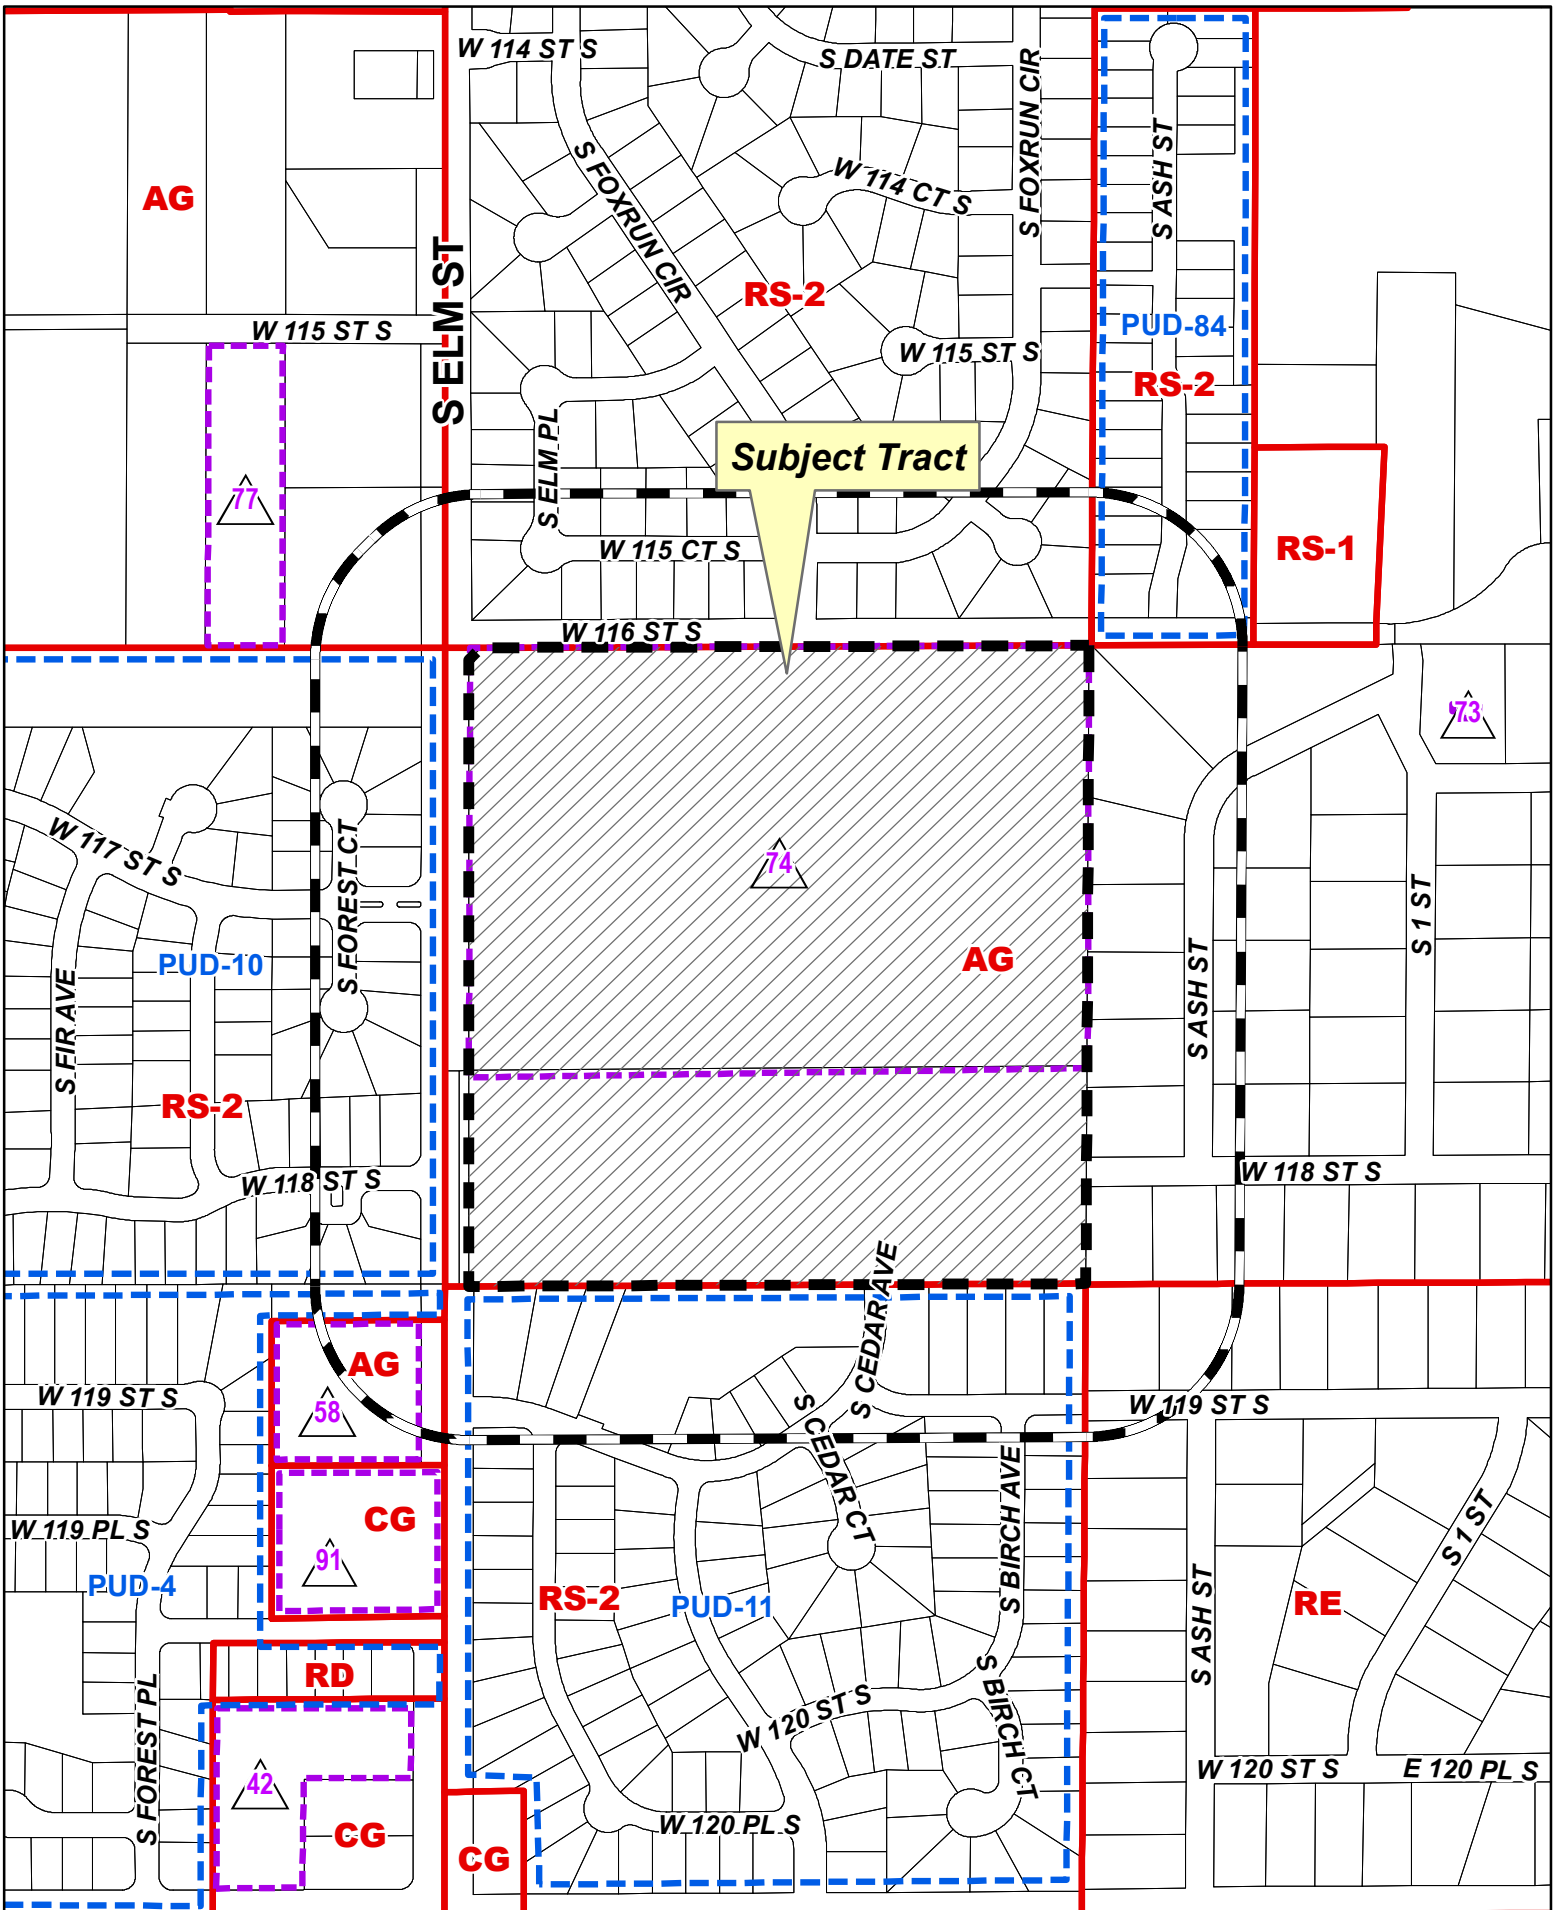 W 114 ST S
S DATE ST
S FOXRUN CIR
S ASH ST
S FOXRUN CIR
W 114 CT S
AG
S ELM ST
RS-2
W 115 ST S
PUD-84
W 115 ST S
RS-2
S ELM PL
Subject Tract
77
W 115 CT S
RS-1
W 116 ST S
73
W 117 ST S
S FOREST CT
74
S 1 ST
PUD-10
AG
S FIR AVE
S ASH ST
RS-2
W 118 ST S
W 118 ST S
S CEDAR AVE
AG
W 119 ST S
58
S CEDAR CT
W 119 ST S
CG
W 119 PL S
91
S BIRCH AVE
S 1 ST
PUD-4
RS-2
PUD-11
RE
S ASH ST
RD
S FOREST PL
W 120 ST S
S BIRCH CT
42
W 120 ST S
E 120 PL S
CG
W 120 PL S
CG